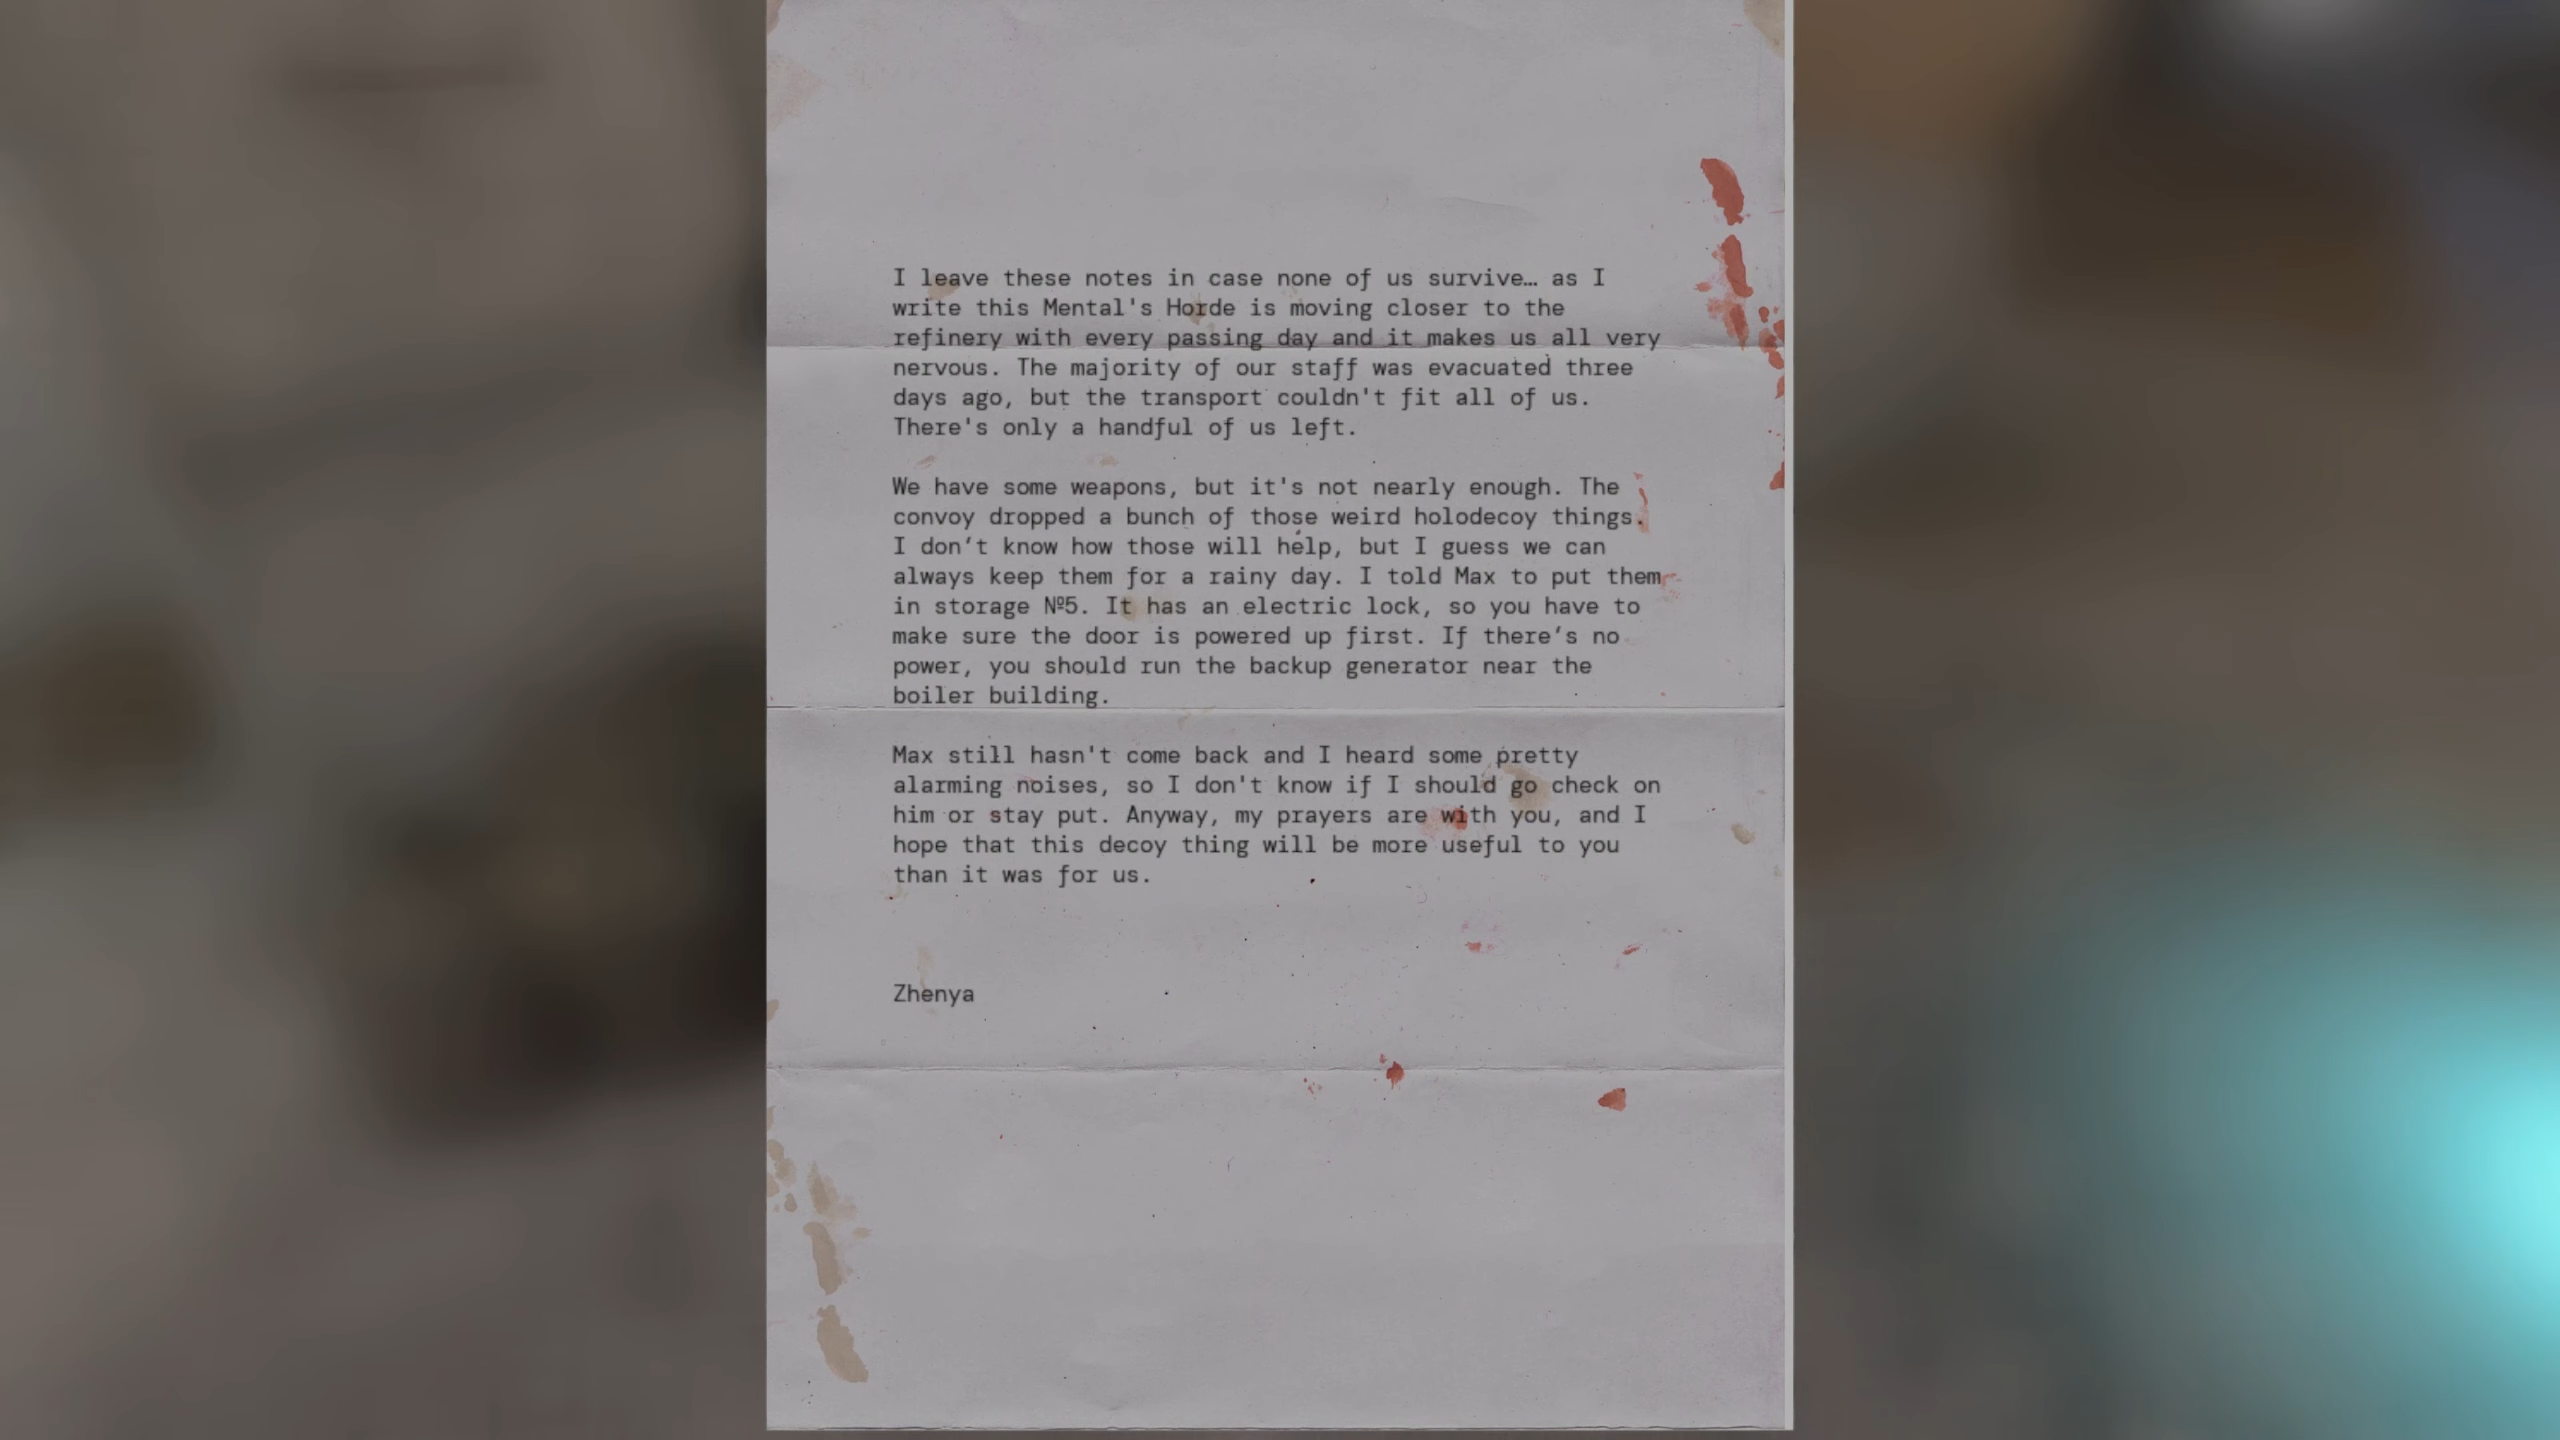 I leave these notes in case none of us survive… as I
write this Mental's Horde is moving closer to the
refinery with every passing day and it makes us all very
nervous. The majority of our staff was evacuated three
days ago, but the transport couldn't fit all of us.
There's only a handful of us left.
We have some weapons, but it's not nearly enough. The
convoy dropped a bunch of those weird holodecoy things.
I don’t know how those will help, but I guess we can
always keep them for a rainy day. I told Max to put them
in storage №5. It has an electric lock, so you have to
make sure the door is powered up first. If there’s no
power, you should run the backup generator near the
boiler building.
Max still hasn't come back and I heard some pretty
alarming noises, so I don't know if I should go check on
him or stay put. Anyway, my prayers are with you, and I
hope that this decoy thing will be more useful to you
than it was for us.
Zhenya